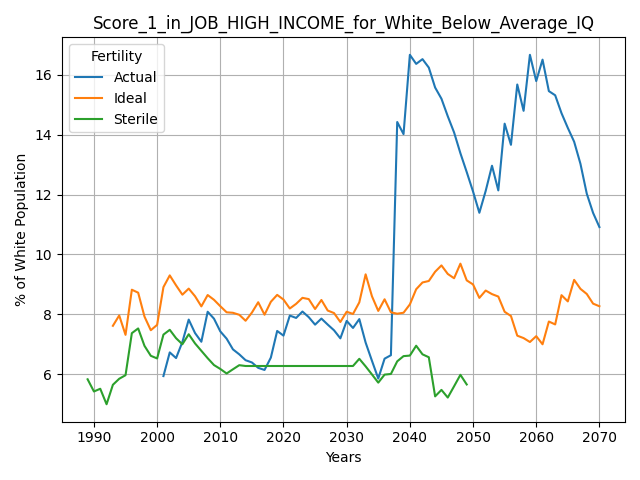 Score_1_in_JOB_HIGH_INCOME_for_White_Below_Average_IQ
Fertility
Actual
Ideal
Sterile
% of White Population
16
14
12
10
8
6
1990 2000 2010 2020 2030 2040 2050 2060 2070
Years